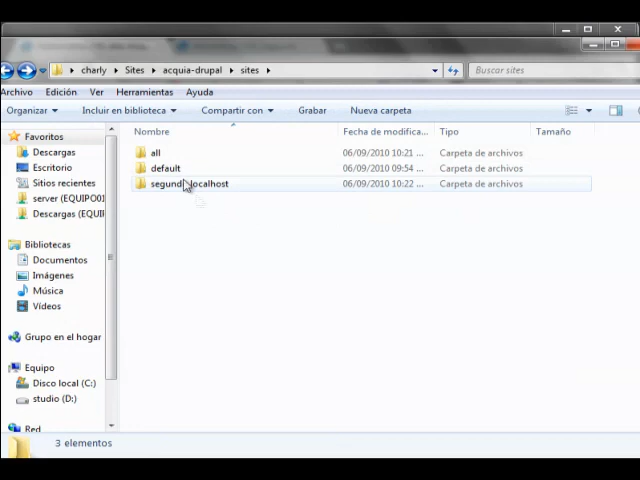 charly ▸ Sites ▸ acquia-drupal ▸ sites ▸ Buscar sites
Archivo Edición Ver Herramientas Ayuda
Organizar Incluir en biblioteca Compartir con Grabar Nueva carpeta
Favoritos
Descargas
Escritorio
Sitios recientes
server (EQUIPO01
Descargas (EQUIP
Bibliotecas
Documentos
Imágenes
Música
Vídeos
Grupo en el hogar
Equipo
Disco local (C:)
studio (D:)
Red
Nombre Fecha de modifica... Tipo Tamaño
all 06/09/2010 10:21 ... Carpeta de archivos
default 06/09/2010 09:54 ... Carpeta de archivos
06/09/2010 10:22 ... Carpeta de archivos
3 elementos